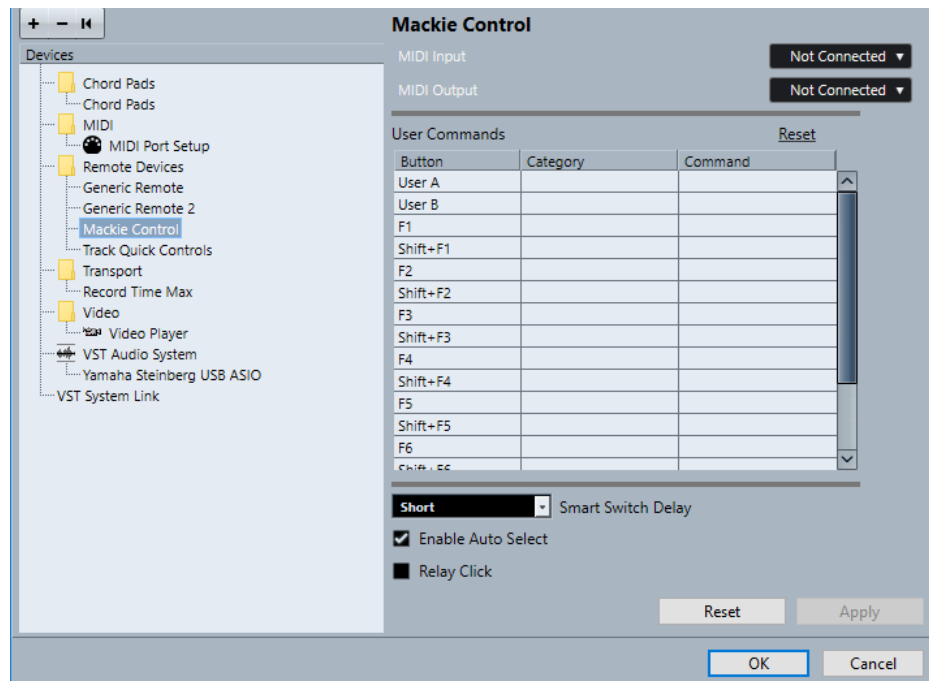 Devices
Chord Pads
Chord Pads
MIDI
MIDI Port Setup
Remote Devices
Generic Remote
Generic Remote 2
Mackie Control
Track Quick Controls
Transport
Record Time Max
Video
Video Player
VST Audio System
Yamaha Steinberg USB ASIO
VST System Link
Mackie Control
MIDI Input Not Connected
MIDI Output Not Connected
User Commands Reset
Button Category Command
User A
User B
F1
Shift+F1
F2
Shift+F2
F3
Shift+F3
F4
Shift+F4
F5
Shift+F5
F6
Short Smart Switch Delay
Enable Auto Select
Relay Click
Reset Apply
OK Cancel